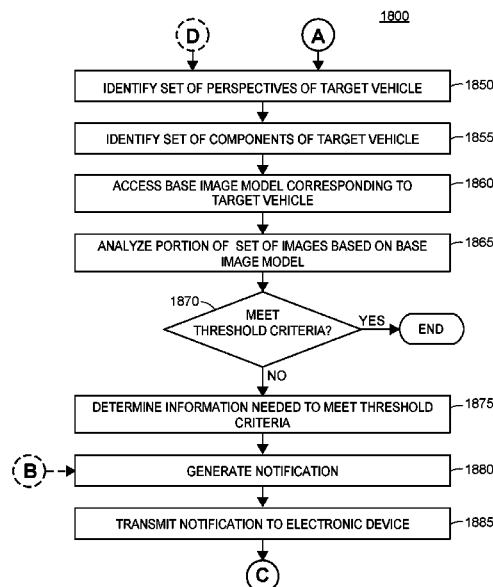 1800
D
A
IDENTIFY SET OF PERSPECTIVES OF TARGET VEHICLE
1850
IDENTIFY SET OF COMPONENTS OF TARGET VEHICLE
1855
ACCESS BASE IMAGE MODEL CORRESPONDING TO
TARGET VEHICLE
1860
ANALYZE PORTION OF SET OF IMAGES BASED ON BASE
IMAGE MODEL
1865
1870
MEET
THRESHOLD CRITERIA?
YES
END
NO
DETERMINE INFORMATION NEEDED TO MEET THRESHOLD
CRITERIA
1875
B
GENERATE NOTIFICATION
1880
TRANSMIT NOTIFICATION TO ELECTRONIC DEVICE
1885
C